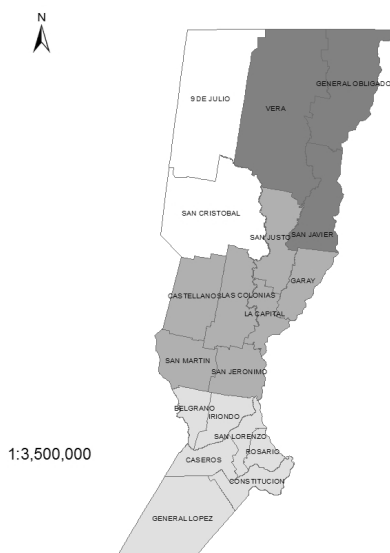 N
GENERAL OBLIGADO
9 DE JULIO
VERA
SAN CRISTOBAL
SAN JUSTO
SAN JAVIER
GARAY
CASTELLANOS
LAS COLONIAS
LA CAPITAL
SAN MARTIN
SAN JERONIMO
BELGRANO
IRIONDO
SAN LORENZO
1:3,500,000
CASEROS
ROSARIO
CONSTITUCION
GENERAL LOPEZ